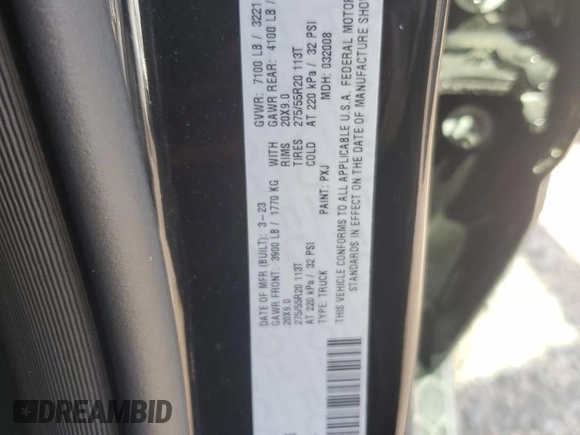 DATE OF MFR (BUILT): 3-23 GVWR: 7100 LB / 3221
GAWR FRONT: 3900 LB / 1770 KG WITH GAWR REAR: 4100 LB /
20X9.0 RIMS 20X9.0
275/55R20 113T TIRES 275/55R20 113T
AT 220 kPa / 32 PSI COLD AT 220 kPa / 32 PSI
TYPE: TRUCK PAINT: PXJ MDH: 032008
THIS VEHICLE CONFORMS TO ALL APPLICABLE U.S.A. FEDERAL MOTOR
STANDARDS IN EFFECT ON THE DATE OF MANUFACTURE SHO
DREAMBID